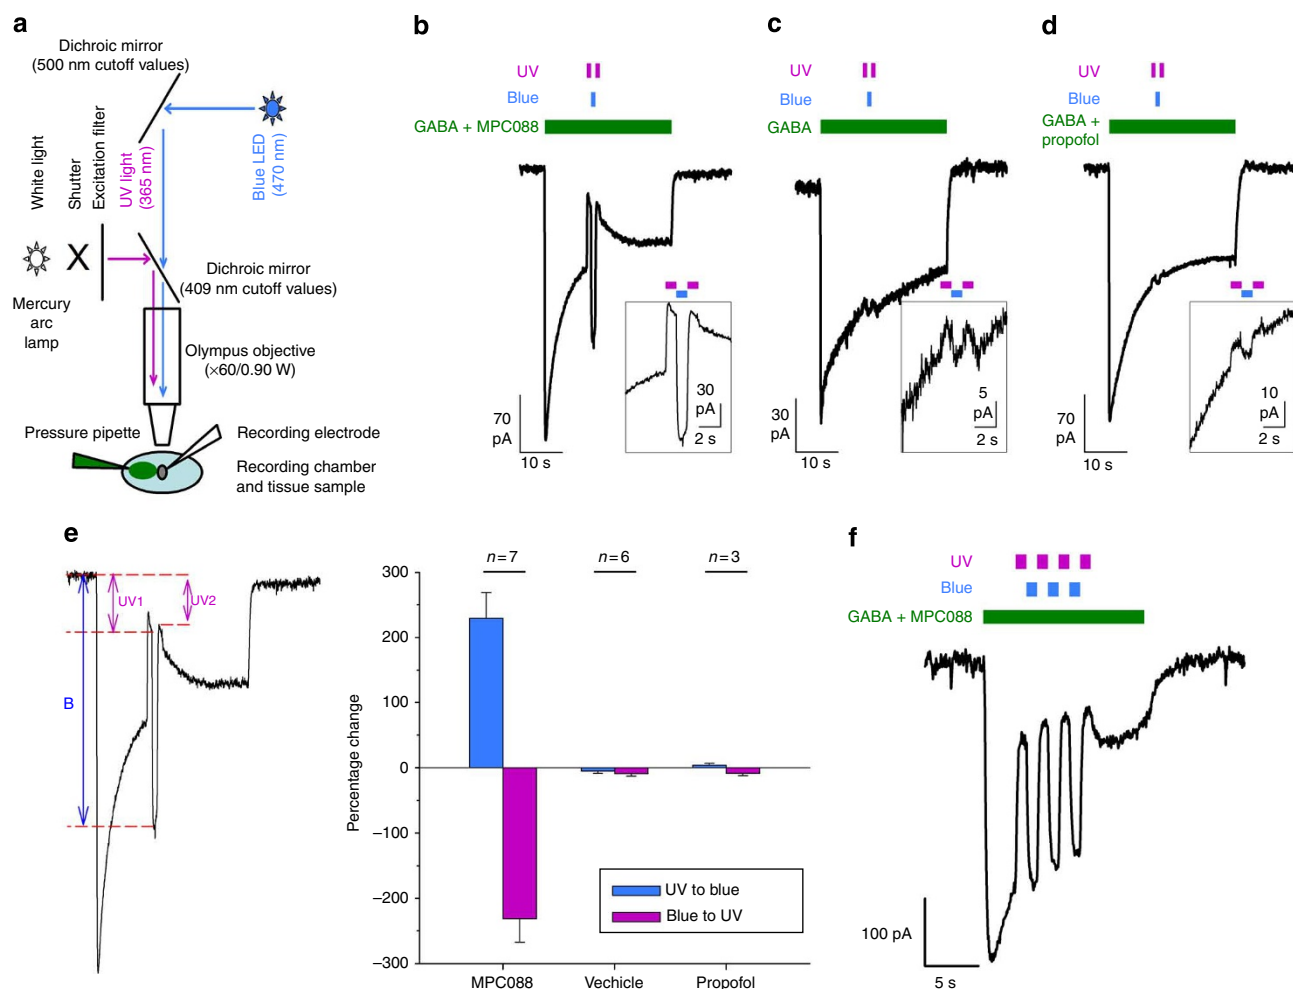 a
Dichroic mirror
(500 nm cutoff values)
White light
Shutter
Excitation filter
UV light
(365 nm)
Blue LED
(470 nm)
Dichroic mirror
(409 nm cutoff values)
Mercury
arc
lamp
Olympus objective
(×60/0.90 W)
Pressure pipette
Recording electrode
Recording chamber
and tissue sample
b
UV
Blue
GABA + MPC088
70
pA
10 s
30
pA
2 s
c
UV
Blue
GABA
30
pA
10 s
5
pA
2 s
d
UV
Blue
GABA +
propofol
70
pA
10 s
10
pA
2 s
e
UV1
UV2
B
n=7
n=6
n=3
300
200
100
0
−100
−200
−300
Percentage change
UV to blue
Blue to UV
MPC088
Vechicle
Propofol
f
UV
Blue
GABA + MPC088
100 pA
5 s